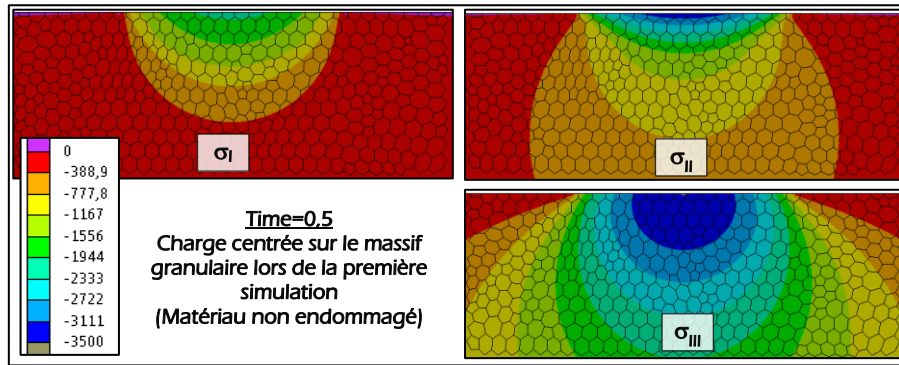 σI
σII
0
-388,9
-777,8
-1167
-1556
-1944
-2333
-2722
-3111
-3500
Time=0,5
Charge centrée sur le massif
granulaire lors de la première
simulation
(Matériau non endommagé)
σIII